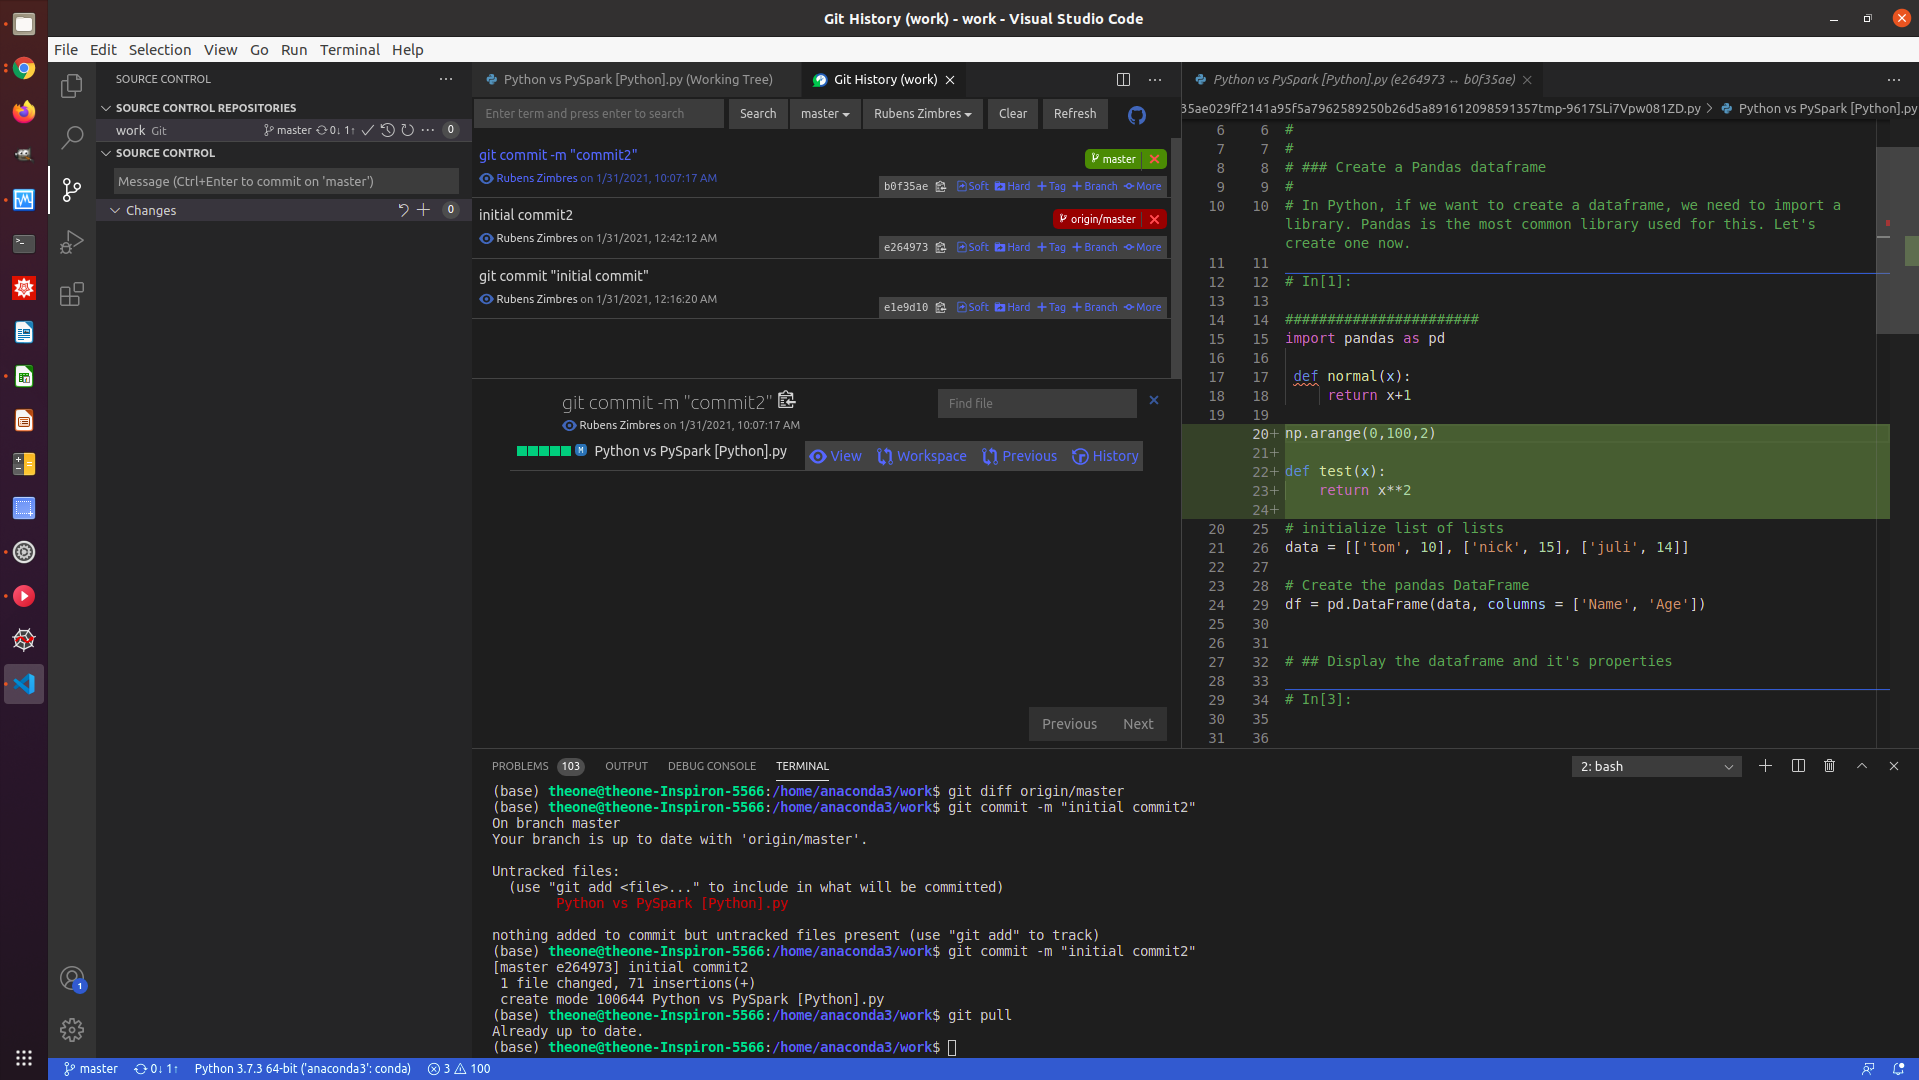 Git History (work) - work - Visual Studio Code
File Edit Selection View Go Run Terminal Help
SOURCE CONTROL
SOURCE CONTROL REPOSITORIES
work Git master 0↓ 1↑ 0
SOURCE CONTROL
Message (Ctrl+Enter to commit on 'master')
Changes 0
1
Python vs PySpark [Python].py (Working Tree) Git History (work)
Enter term and press enter to search Search master Rubens Zimbres Clear Refresh
git commit -m "commit2" master
Rubens Zimbres on 1/31/2021, 10:07:17 AM b0f35ae Soft Hard +Tag +Branch More
initial commit2 origin/master
Rubens Zimbres on 1/31/2021, 12:42:12 AM e264973 Soft Hard +Tag +Branch More
git commit "initial commit"
Rubens Zimbres on 1/31/2021, 12:16:20 AM e1e9d10 Soft Hard +Tag +Branch More
git commit -m "commit2" Find file
Rubens Zimbres on 1/31/2021, 10:07:17 AM
M Python vs PySpark [Python].py View Workspace Previous History
Previous Next
Python vs PySpark [Python].py (e264973 ↔ b0f35ae)
35ae029ff2141a95f5a7962589250b26d5a891612098591357tmp-9617SLi7Vpw081ZD.py > Python vs PySpark [Python].py
6 6 #
7 7 #
8 8 # ### Create a Pandas dataframe
9 9 #
10 10 # In Python, if we want to create a dataframe, we need to import a
library. Pandas is the most common library used for this. Let's
create one now.
11 11
12 12 # In[1]:
13 13
14 14 #######################
15 15 import pandas as pd
16 16
17 17 def normal(x):
18 18 return x+1
19 19
20+ np.arange(0,100,2)
21+
22+ def test(x):
23+ return x**2
24+
20 25 # initialize list of lists
21 26 data = [['tom', 10], ['nick', 15], ['juli', 14]]
22 27
23 28 # Create the pandas DataFrame
24 29 df = pd.DataFrame(data, columns = ['Name', 'Age'])
25 30
26 31
27 32 # ## Display the dataframe and it's properties
28 33
29 34 # In[3]:
30 35
31 36
PROBLEMS 103 OUTPUT DEBUG CONSOLE TERMINAL 2: bash
(base) theone@theone-Inspiron-5566:/home/anaconda3/work$ git diff origin/master
(base) theone@theone-Inspiron-5566:/home/anaconda3/work$ git commit -m "initial commit2"
On branch master
Your branch is up to date with 'origin/master'.
Untracked files:
(use "git add <file>..." to include in what will be committed)
Python vs PySpark [Python].py
nothing added to commit but untracked files present (use "git add" to track)
(base) theone@theone-Inspiron-5566:/home/anaconda3/work$ git commit -m "initial commit2"
[master e264973] initial commit2
1 file changed, 71 insertions(+)
create mode 100644 Python vs PySpark [Python].py
(base) theone@theone-Inspiron-5566:/home/anaconda3/work$ git pull
Already up to date.
(base) theone@theone-Inspiron-5566:/home/anaconda3/work$
master 0↓ 1↑ Python 3.7.3 64-bit ('anaconda3': conda) 3 100